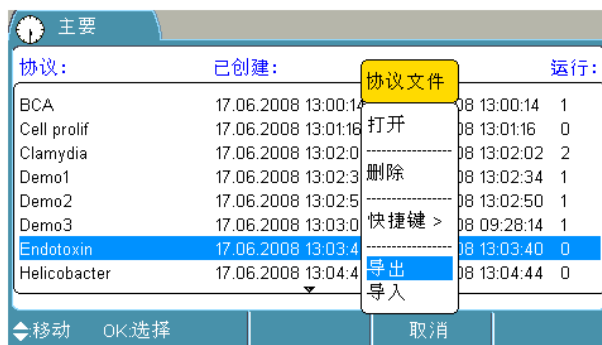 主要
协议: 已创建: 运行:
协议文件
BCA 17.06.2008 13:00:14 08 13:00:14 1
Cell prolif 17.06.2008 13:01:16 08 13:01:16 0
打开
Clamydia 17.06.2008 13:02:0 08 13:02:02 2
Demo1 17.06.2008 13:02:3 08 13:02:34 1
删除
Demo2 17.06.2008 13:02:5 08 13:02:50 1
Demo3 17.06.2008 13:03:0 08 09:28:14 1
快捷键 >
Endotoxin 17.06.2008 13:03:4 08 13:03:40 0
导出
Helicobacter 17.06.2008 13:04:4 08 13:04:44 0
导入
移动 OK:选择 取消